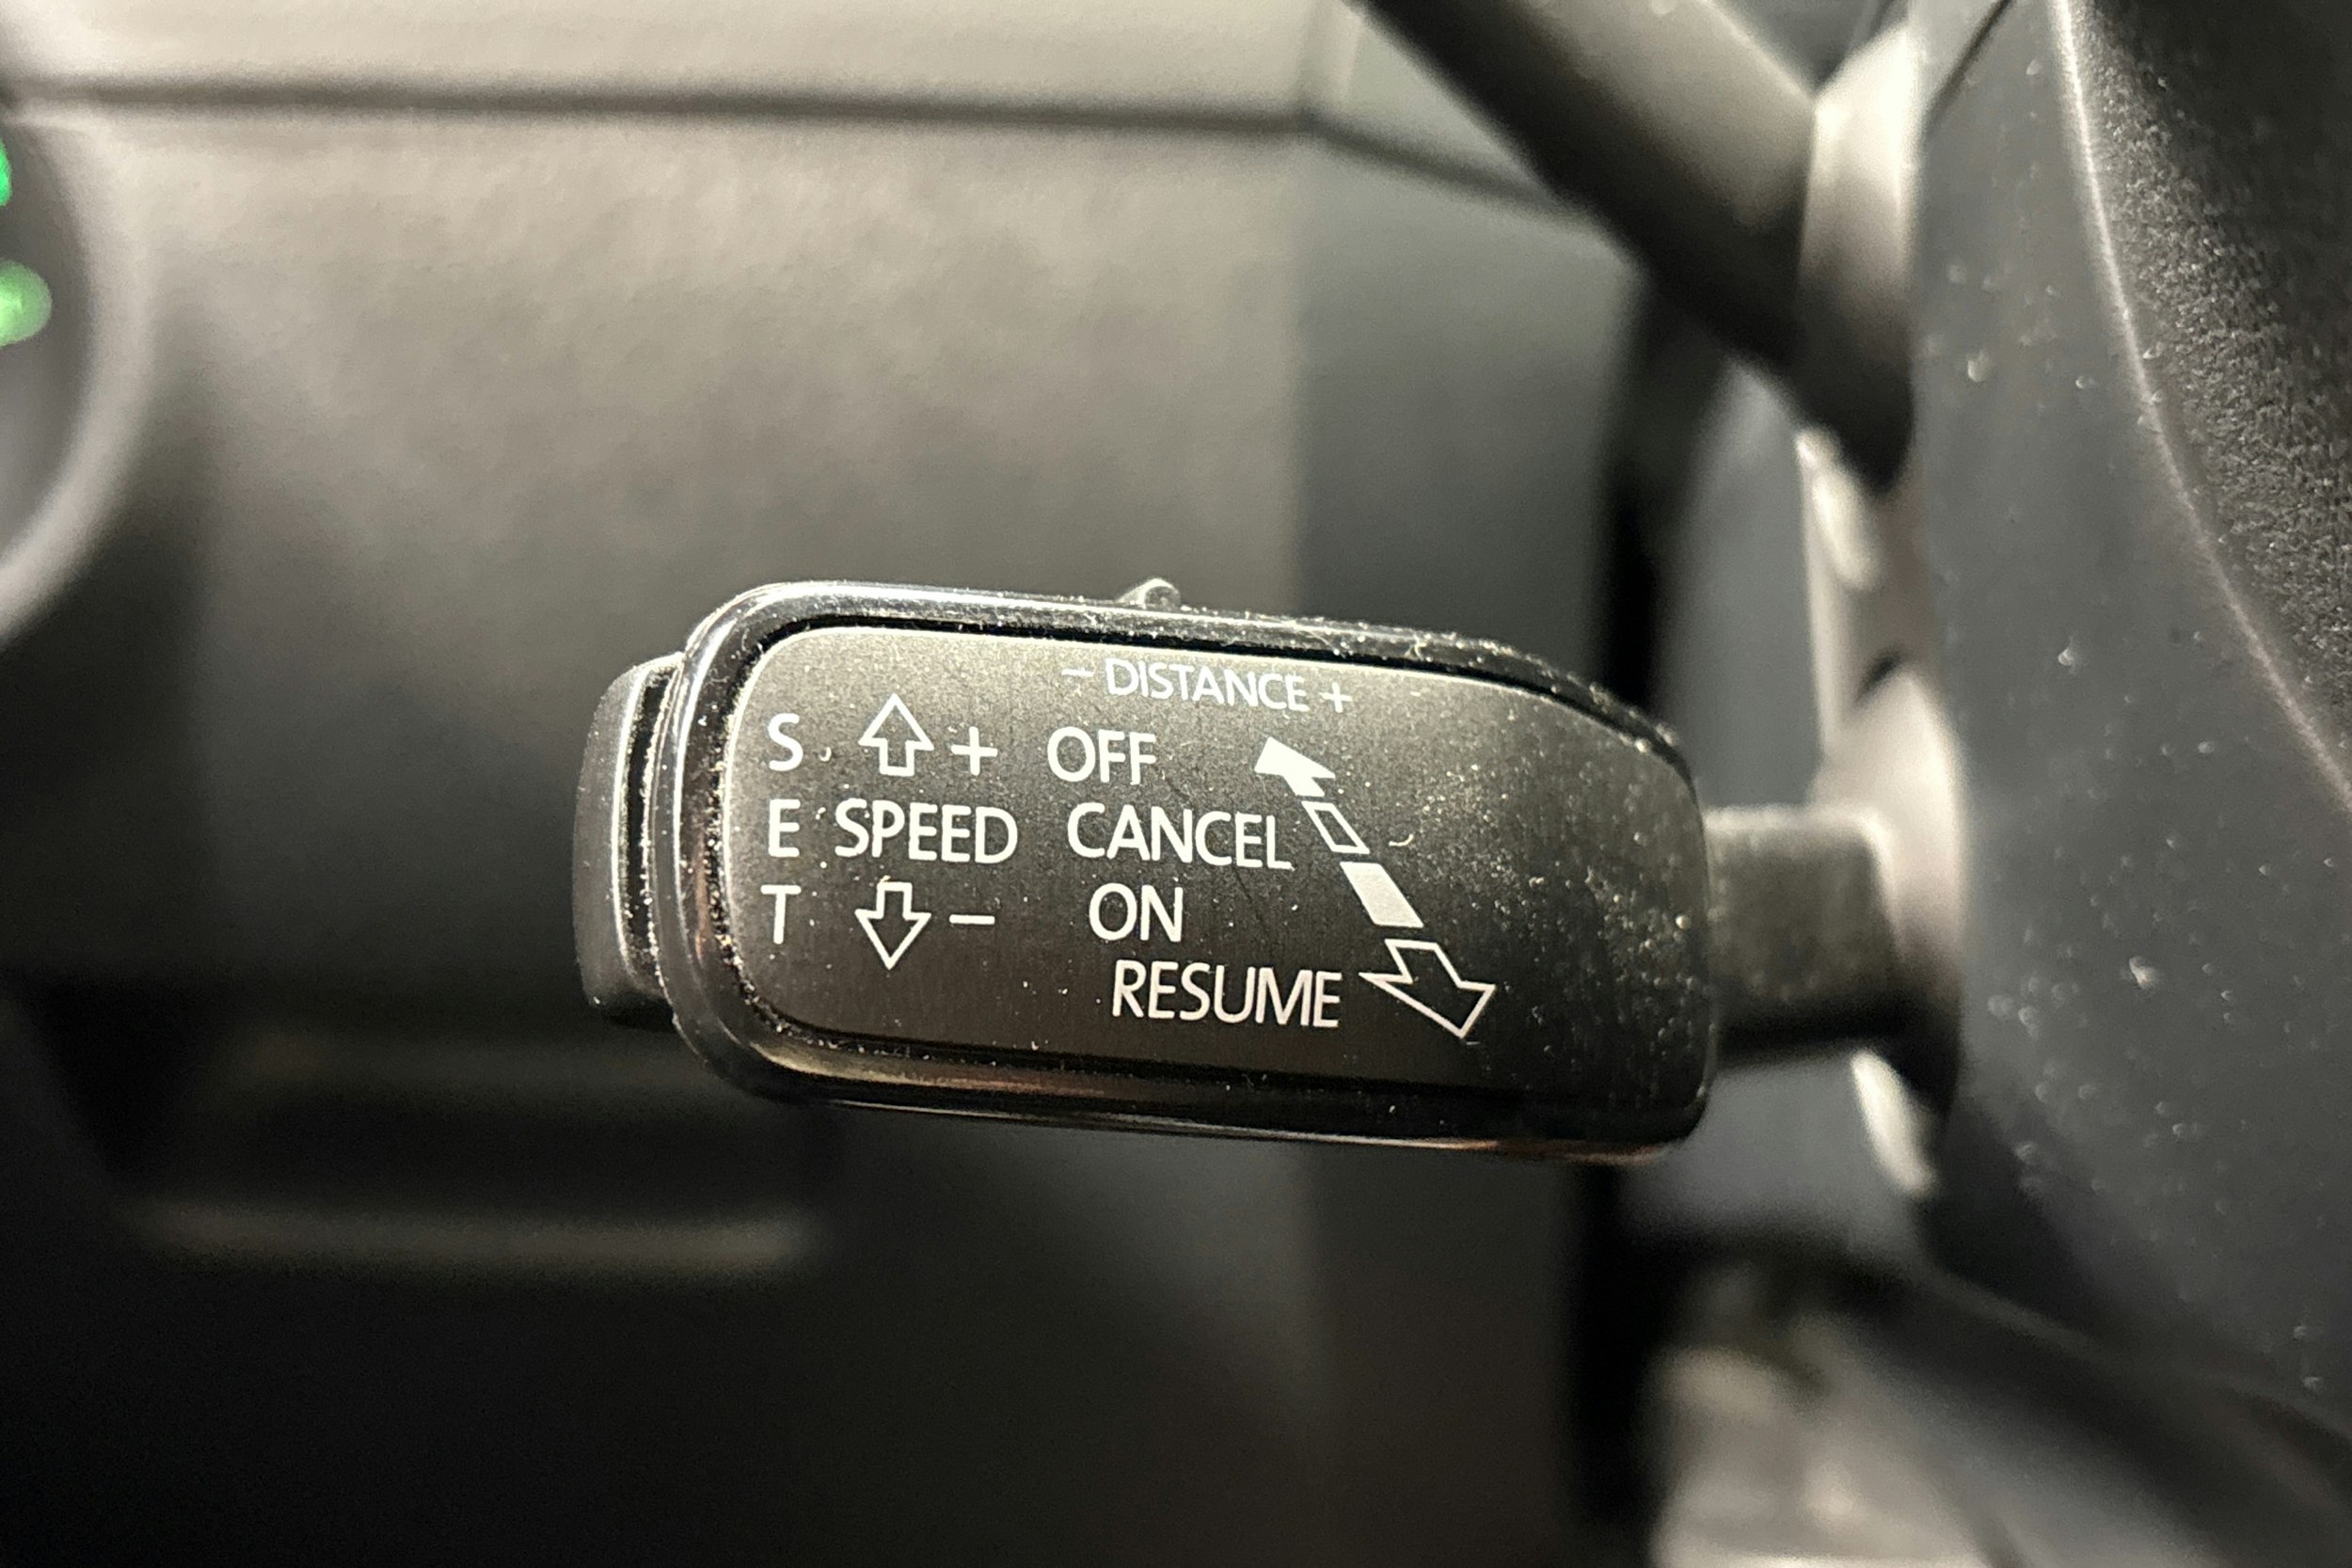 − DISTANCE +
S + OFF
E SPEED CANCEL
T − ON
RESUME